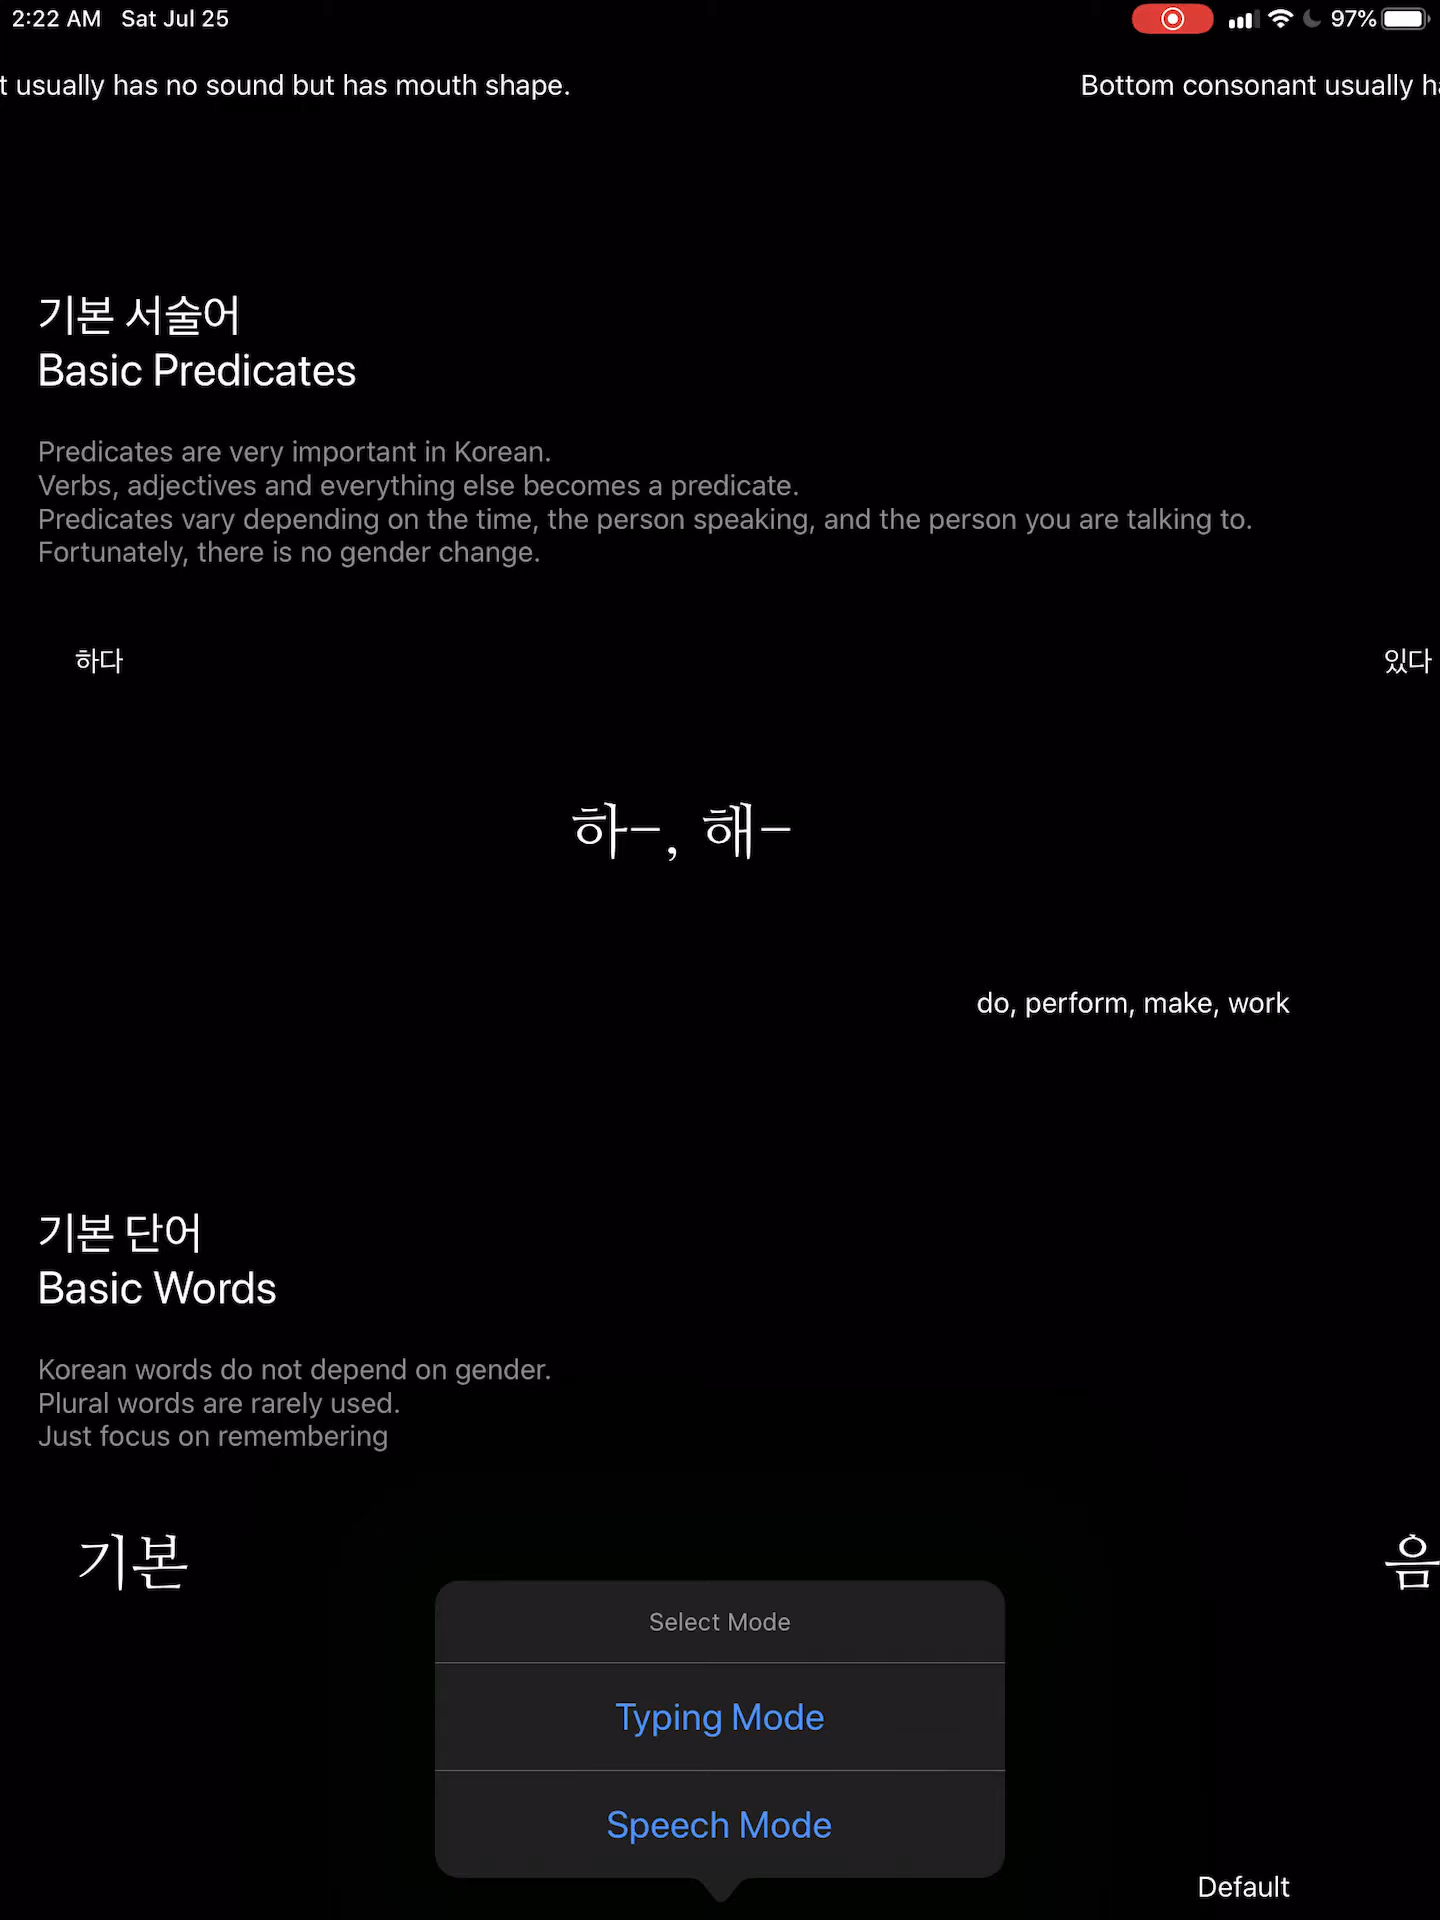 2:22 AM Sat Jul 25
97%
t usually has no sound but has mouth shape.
Bottom consonant usually ha
기본 서술어
Basic Predicates
Predicates are very important in Korean.
Verbs, adjectives and everything else becomes a predicate.
Predicates vary depending on the time, the person speaking, and the person you are talking to.
Fortunately, there is no gender change.
하다
있다
하–, 해–
do, perform, make, work
기본 단어
Basic Words
Korean words do not depend on gender.
Plural words are rarely used.
Just focus on remembering
기본
음
Select Mode
Typing Mode
Speech Mode
Default